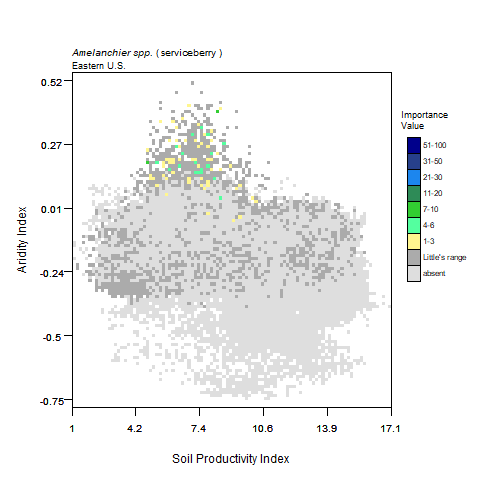 Amelanchier spp. ( serviceberry )
Eastern U.S.
0.52
0.27
0.01
-0.24
-0.5
-0.75
Aridity Index
1 4.2 7.4 10.6 13.9 17.1
Soil Productivity Index
Importance
Value
51-100
31-50
21-30
11-20
7-10
4-6
1-3
Little's range
absent